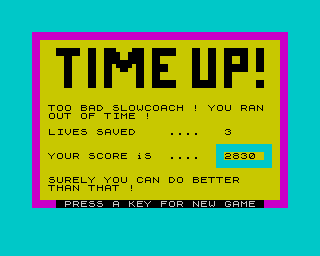 TIME UP!
TOO BAD SLOWCOACH ! YOU RAN
OUT OF TIME !
LIVES SAVED .... 3
YOUR SCORE iS .... 2830
SURELY YOU CAN DO BETTER
THAN THAT !
PRESS A KEY FOR NEW GAME